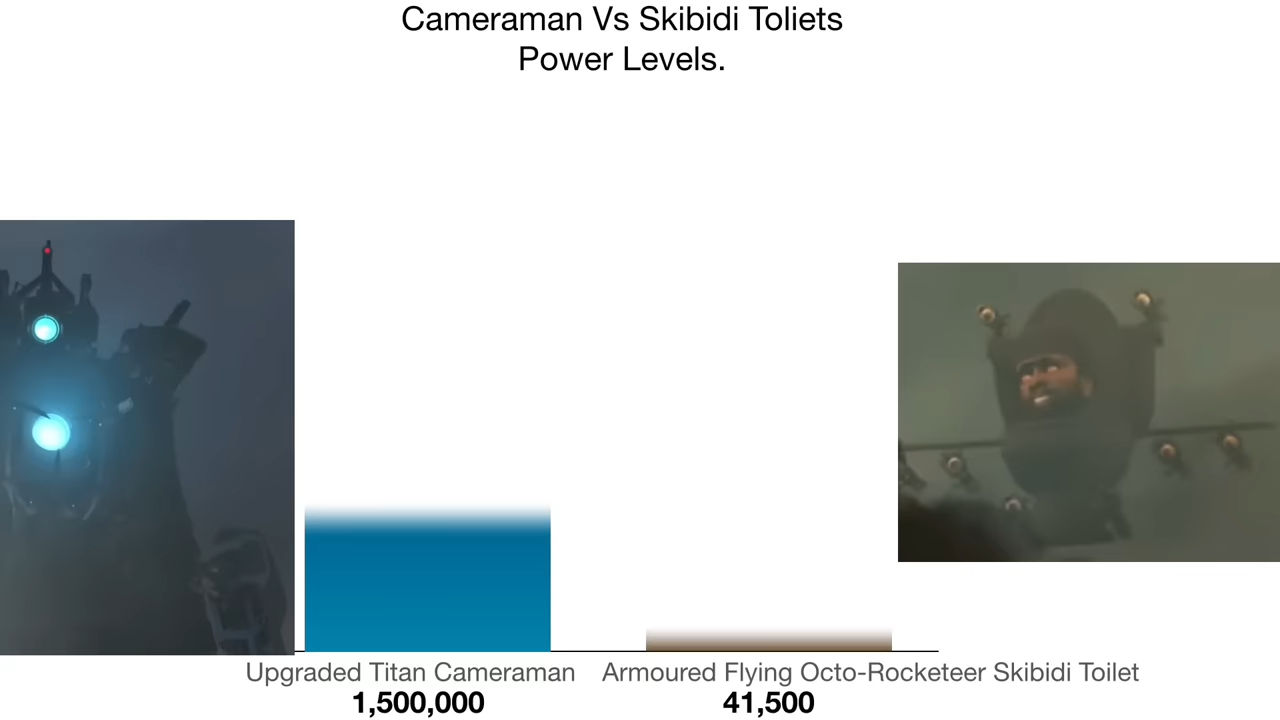 Cameraman Vs Skibidi Toliets
Power Levels.
Upgraded Titan Cameraman
1,500,000
Armoured Flying Octo-Rocketeer Skibidi Toilet
41,500